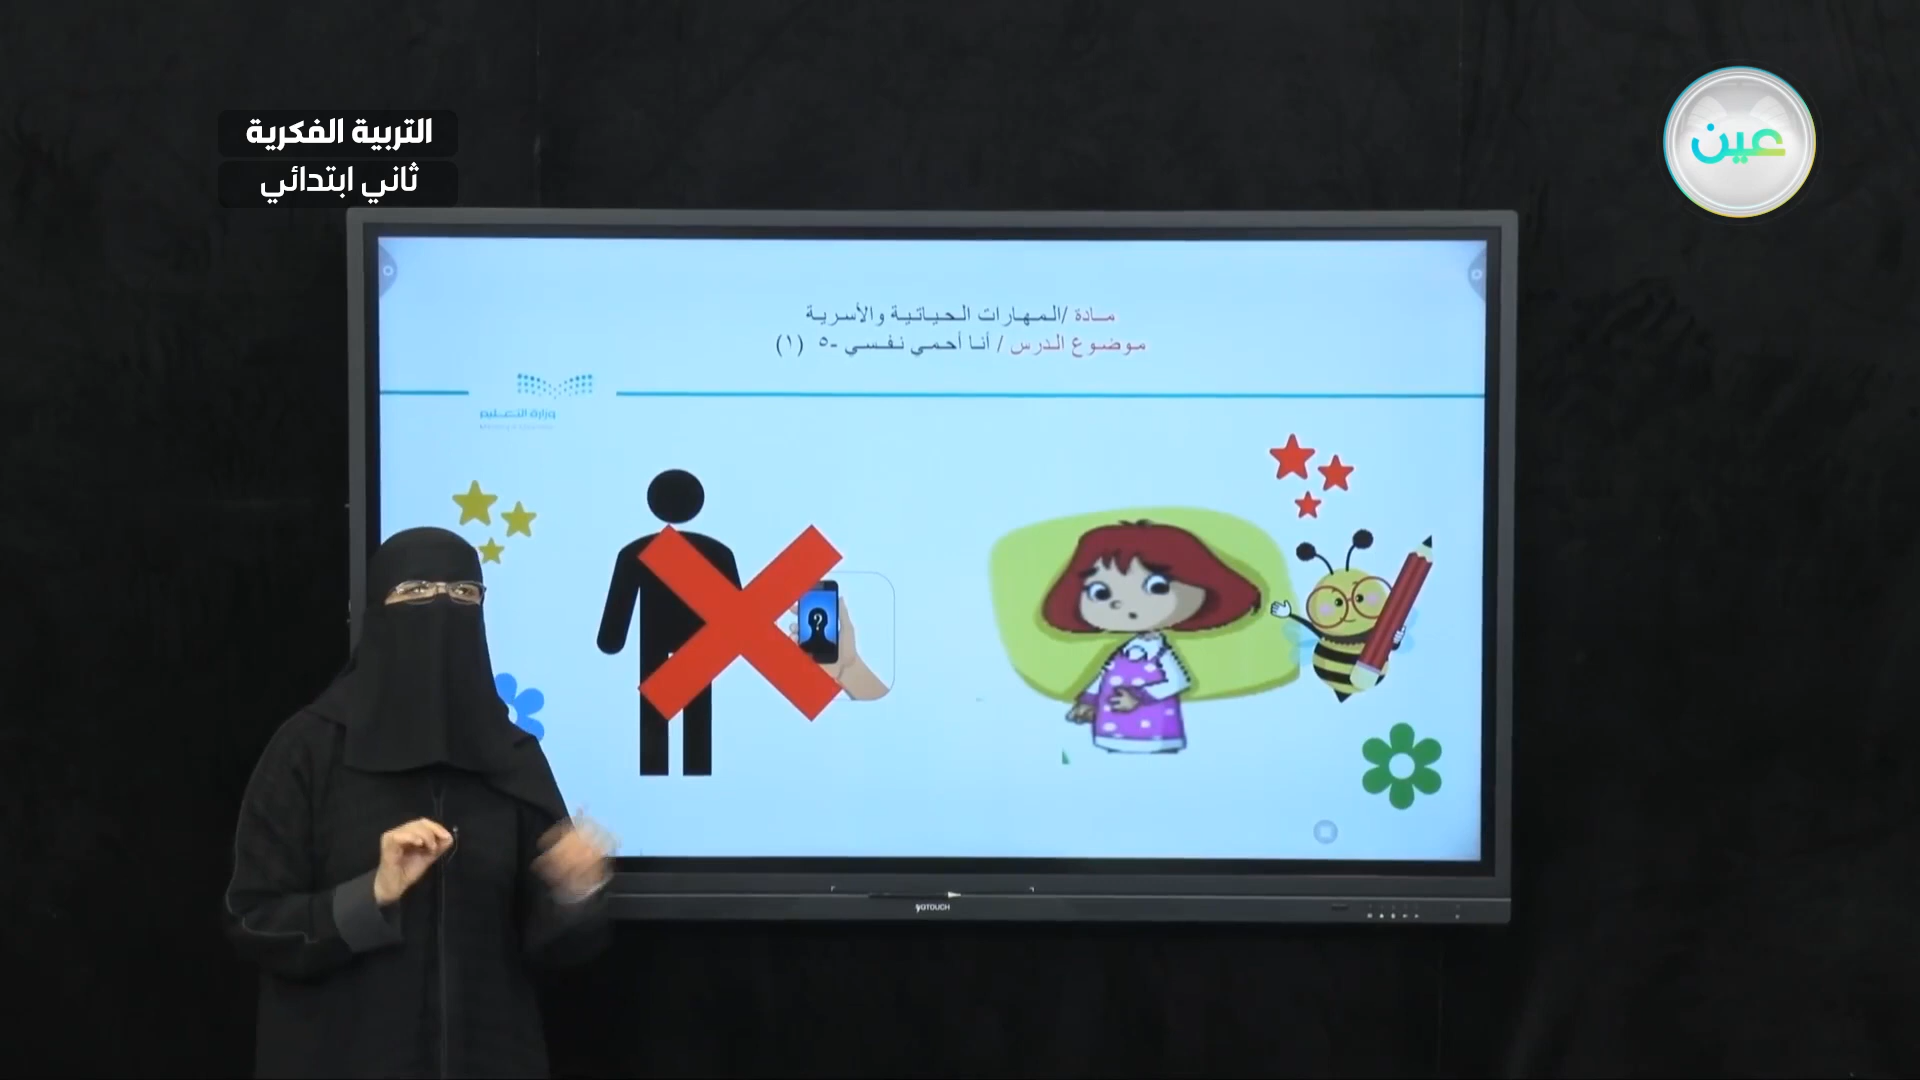 التربية الفكرية
ثاني ابتدائي
عين
مادة /المهارات الحياتية والأسرية
موضوع الدرس / أنا أحمي نفسي -٥ (١)
وزارة التعليم
?
YOTOUCH